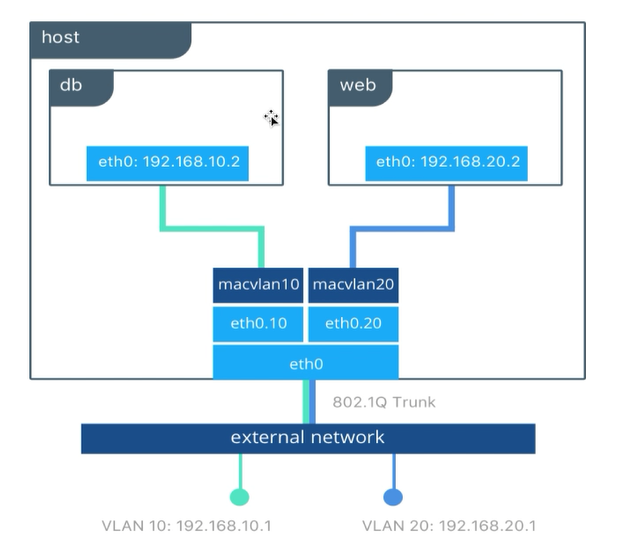 host
db
web
eth0: 192.168.10.2
eth0: 192.168.20.2
macvlan10
macvlan20
eth0.10
eth0.20
eth0
802.1Q Trunk
external network
VLAN 10: 192.168.10.1
VLAN 20: 192.168.20.1